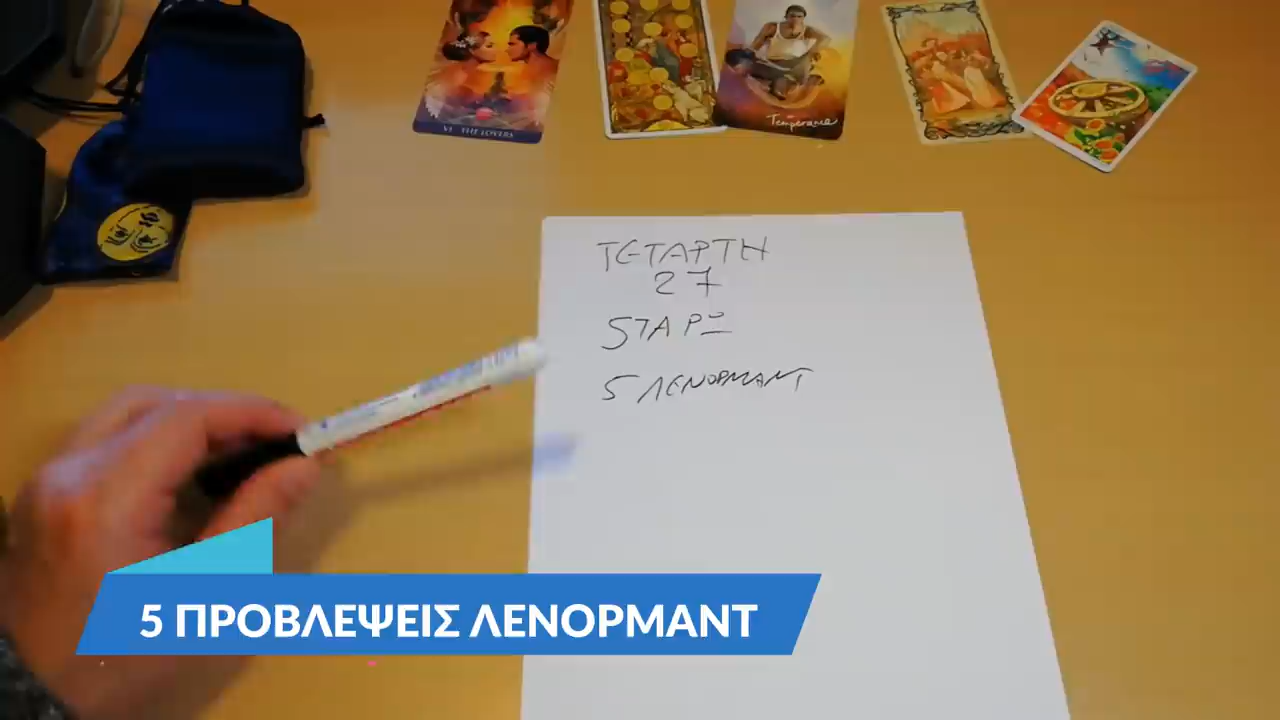 VI THE LOVERS
Temperance
ΤΕΤΑΡΤΗ
27
5 ΤΑΡΩ
5 ΛΕΝΟΡΜΑΝΤ
5 ΠΡΟΒΛΕΨΕΙΣ ΛΕΝΟΡΜΑΝΤ